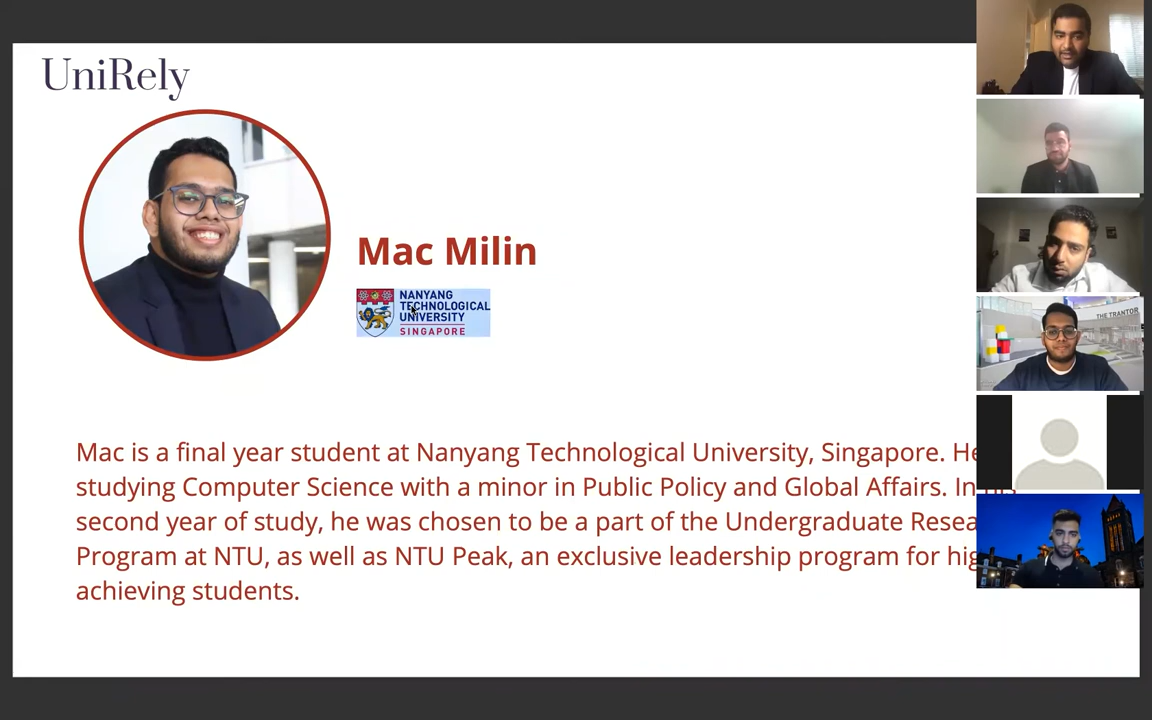 UniRely
Mac Milin
NANYANG
TECHNOLOGICAL
UNIVERSITY
SINGAPORE
THE TRANTOR
Mac is a final year student at Nanyang Technological University, Singapore. He
studying Computer Science with a minor in Public Policy and Global Affairs. In his
second year of study, he was chosen to be a part of the Undergraduate
Program at NTU, as well as NTU Peak, an exclusive leadership program for
achieving students.